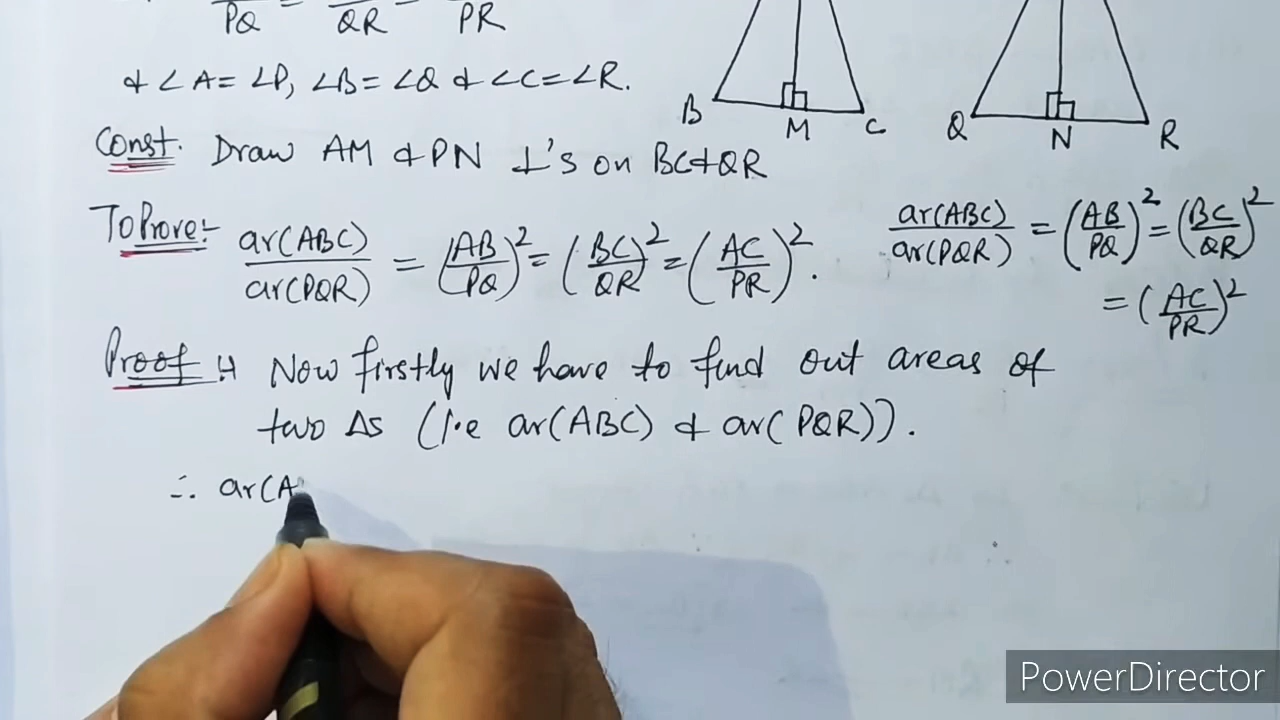 PQ = QR = PR
& ∠A = ∠P, ∠B = ∠Q & ∠C = ∠R.
B M C Q N R
Const. Draw AM & PN ⊥'s on BC & QR
To Prove:- ar(ABC)/ar(PQR) = (AB/PQ)² = (BC/QR)² = (AC/PR)².
ar(ABC)/ar(PQR) = (AB/PQ)² = (BC/QR)²
= (AC/PR)²
Proof :- Now firstly we have to find out areas of
two Δs (i.e ar(ABC) & ar(PQR)).
∴ ar(A
PowerDirector